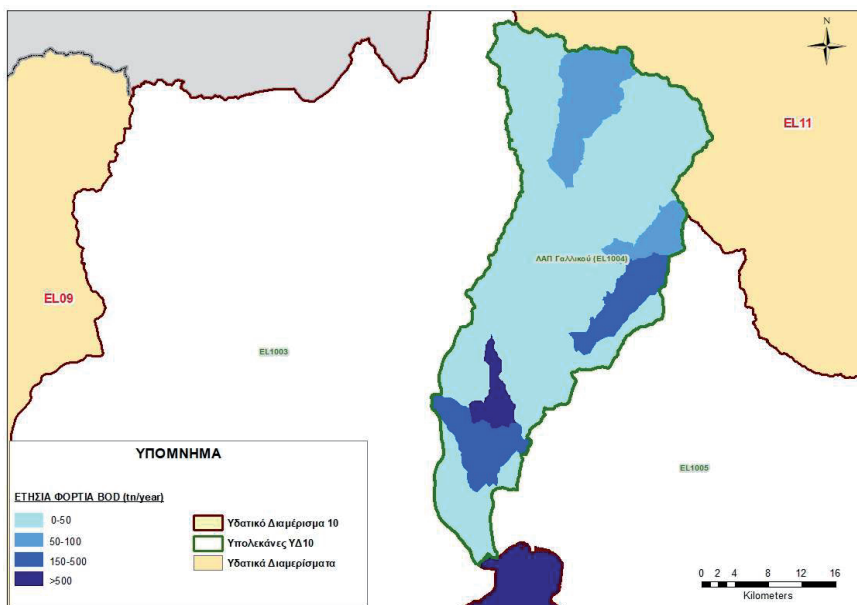 N
EL11
ΛΑΠ Γαλλικού (EL1004)
EL09
EL1003
EL1005
ΥΠΟΜΝΗΜΑ
ΕΤΗΣΙΑ ΦΟΡΤΙΑ BOD (tn/year)
0-50
50-100
150-500
>500
Υδατικό Διαμέρισμα 10
Υπολεκάνες ΥΔ10
Υδατικά Διαμερίσματα
0 2 4 8 12 16
Kilometers